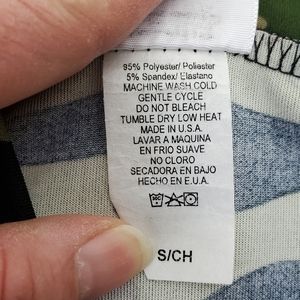 95% Polyester/ Poliester
5% Spandex/ Elastano
MACHINE WASH COLD
GENTLE CYCLE
DO NOT BLEACH
TUMBLE DRY LOW HEAT
MADE IN U.S.A.
LAVAR A MAQUINA
EN FRIO SUAVE
NO CLORO
SECADORA EN BAJO
HECHO EN E.U.A.
S/CH